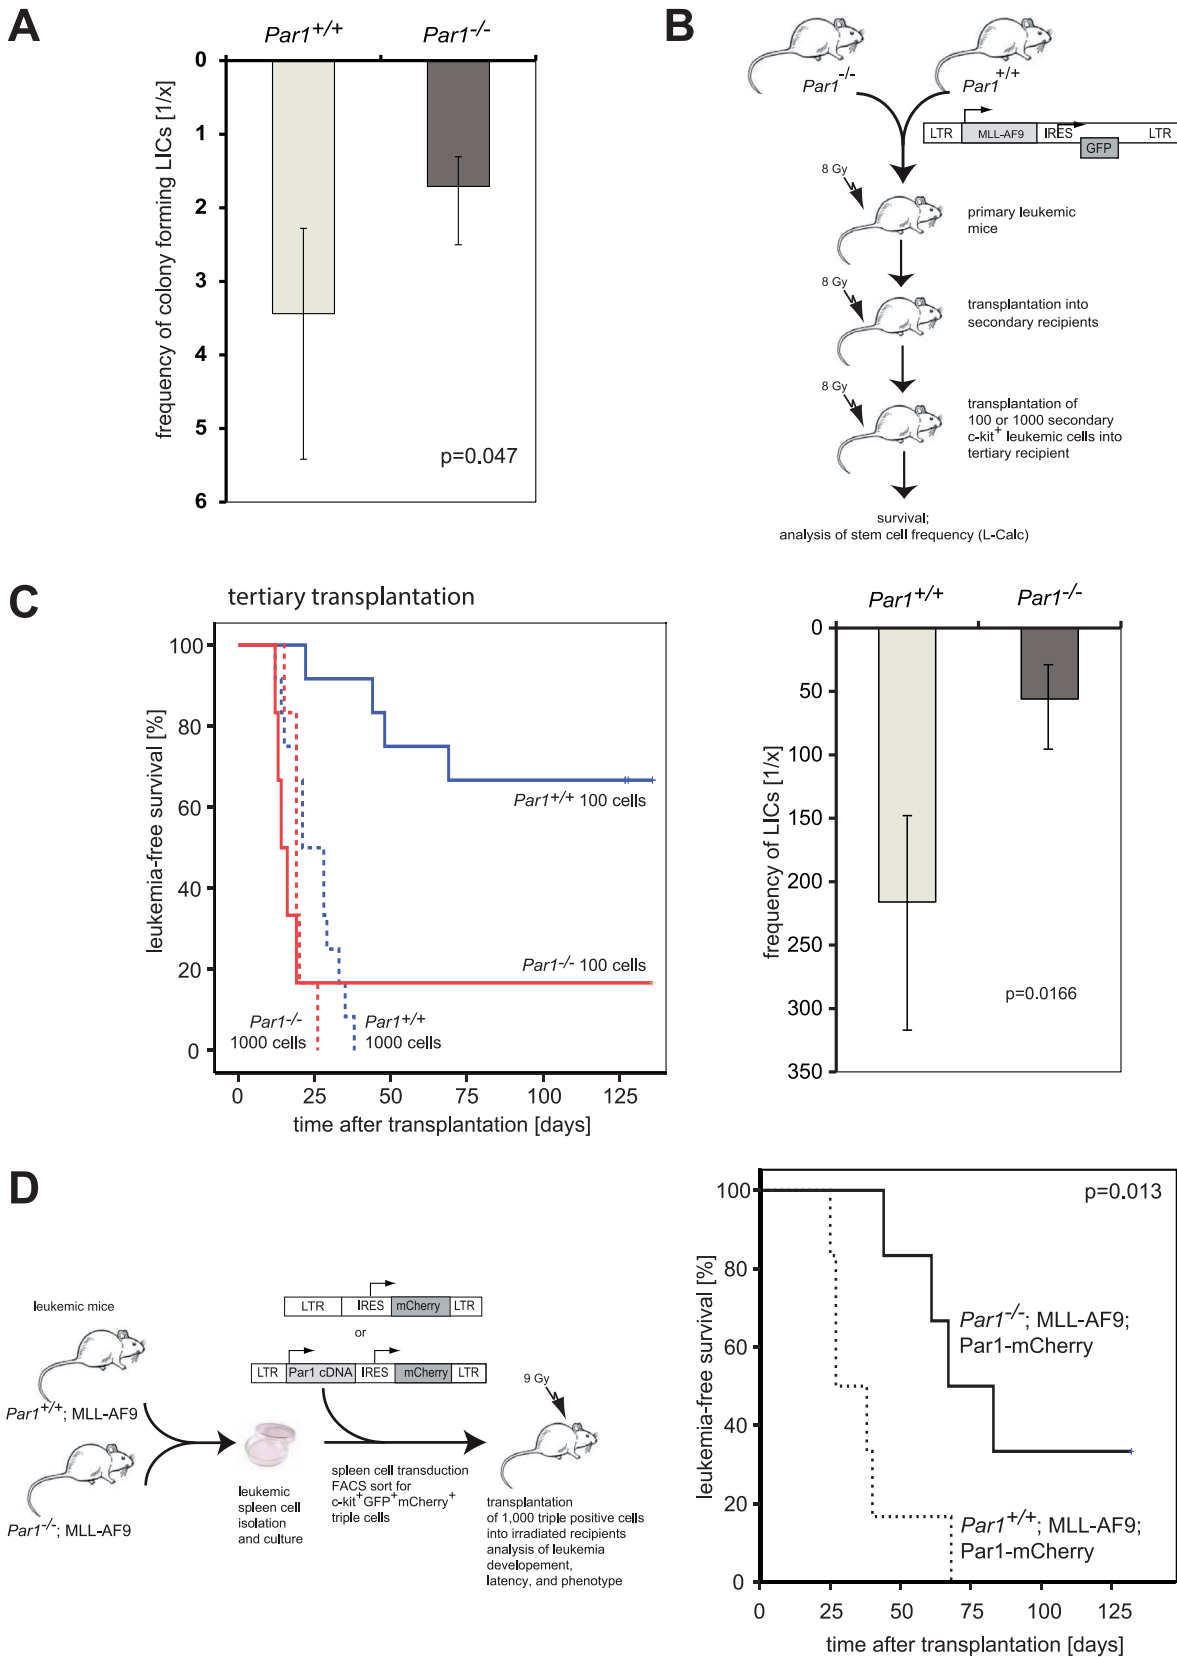 A
Par1+/+
Par1-/-
0
1
2
3
4
5
6
frequency of colony forming LICs [1/x]
p=0.047
B
Par1-/-
Par1+/+
LTR
MLL-AF9
IRES
GFP
LTR
8 Gy
primary leukemic
mice
8 Gy
transplantation into
secondary recipients
8 Gy
transplantation of
100 or 1000 secondary
c-kit+ leukemic cells into
tertiary recipient
survival;
analysis of stem cell frequency (L-Calc)
C
tertiary transplantation
100
80
60
40
20
0
leukemia-free survival [%]
Par1+/+ 100 cells
Par1-/- 100 cells
Par1-/-
1000 cells
Par1+/+
1000 cells
0
25
50
75
100
125
time after transplantation [days]
Par1+/+
Par1-/-
0
50
100
150
200
250
300
350
frequency of LICs [1/x]
p=0.0166
D
leukemic mice
Par1+/+; MLL-AF9
Par1-/-; MLL-AF9
leukemic
spleen cell
isolation
and culture
LTR
IRES
mCherry
LTR
or
LTR
Par1 cDNA
IRES
mCherry
LTR
spleen cell transduction
FACS sort for
c-kit+GFP+mCherry+
triple cells
9 Gy
transplantation
of 1,000 triple positive cells
into irradiated recipients
analysis of leukemia
developement,
latency, and phenotype
100
80
60
40
20
0
leukemia-free survival [%]
p=0.013
Par1-/-; MLL-AF9;
Par1-mCherry
Par1+/+; MLL-AF9;
Par1-mCherry
0
25
50
75
100
125
time after transplantation [days]